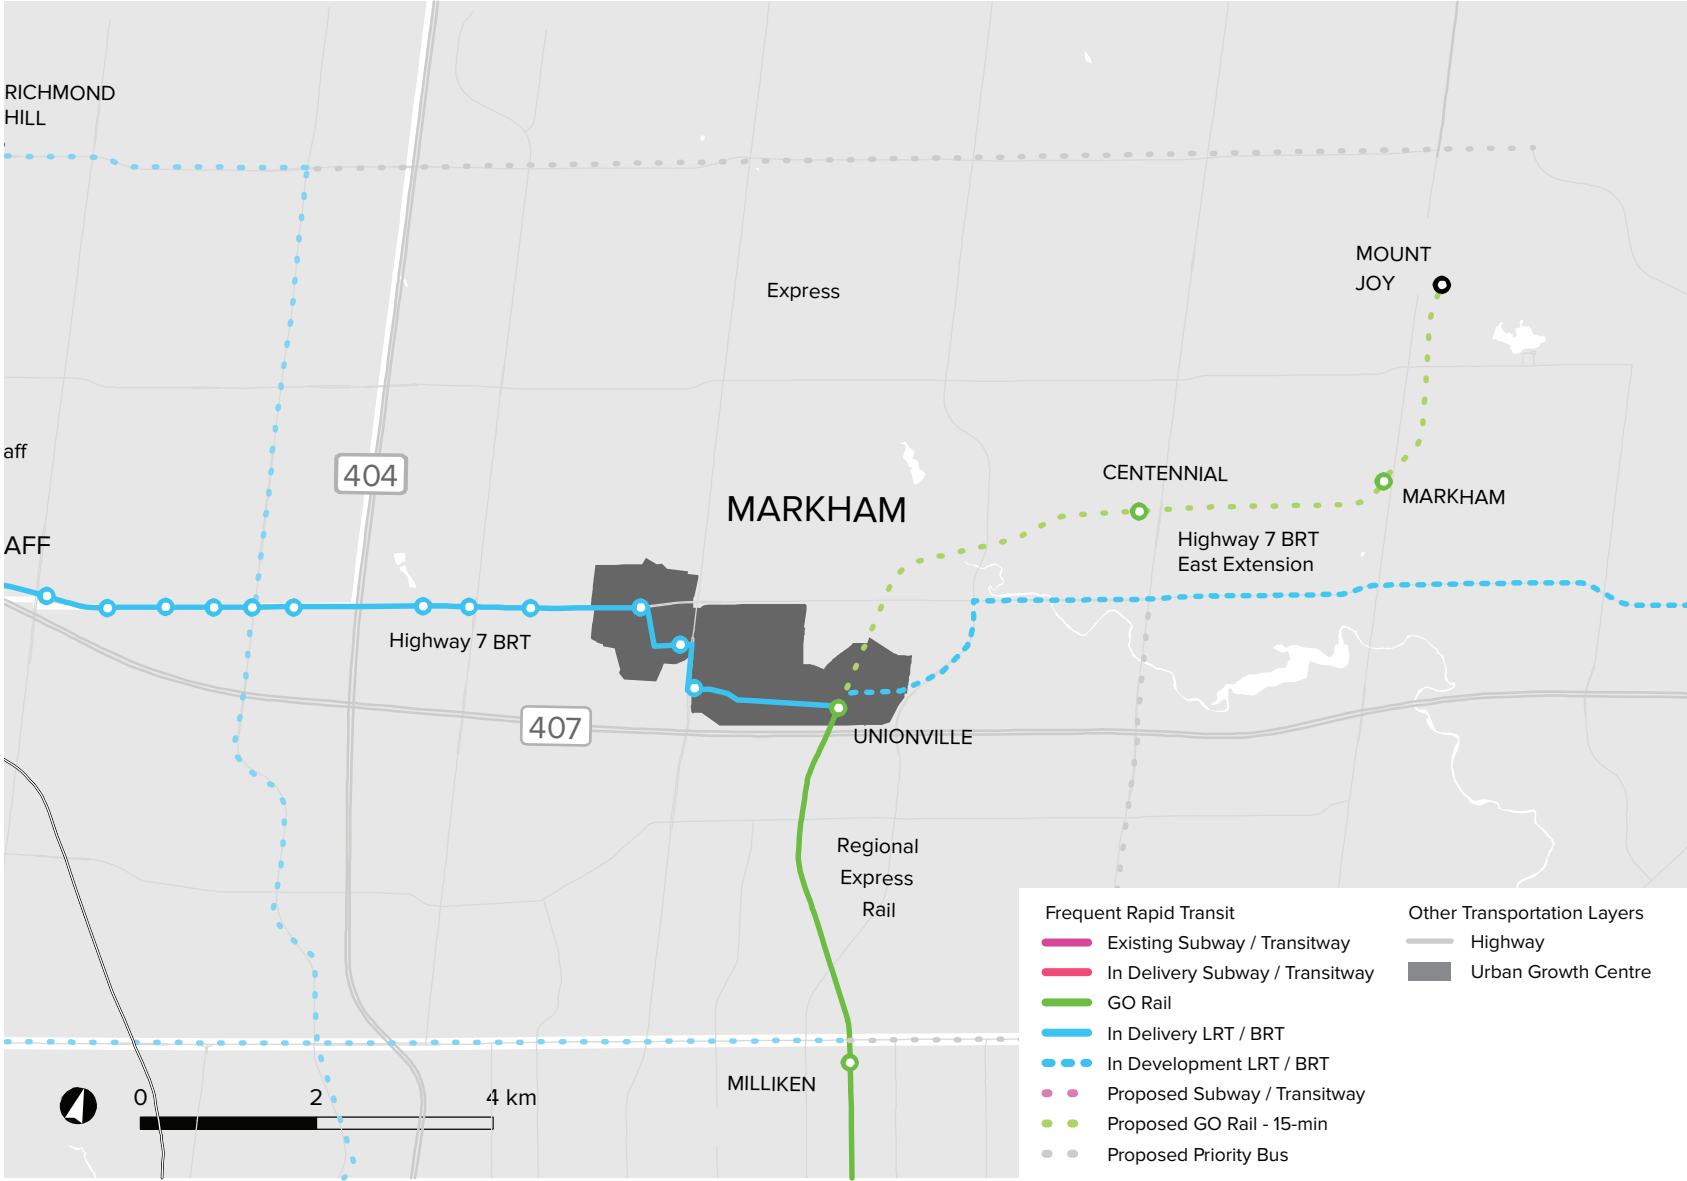 RICHMOND
HILL
MOUNT
JOY
Express
aff
404
CENTENNIAL
MARKHAM
MARKHAM
AFF
Highway 7 BRT
East Extension
Highway 7 BRT
407
UNIONVILLE
Regional
Express
Rail
MILLIKEN
0 2 4 km
Frequent Rapid Transit
Existing Subway / Transitway
In Delivery Subway / Transitway
GO Rail
In Delivery LRT / BRT
In Development LRT / BRT
Proposed Subway / Transitway
Proposed GO Rail - 15-min
Proposed Priority Bus
Other Transportation Layers
Highway
Urban Growth Centre